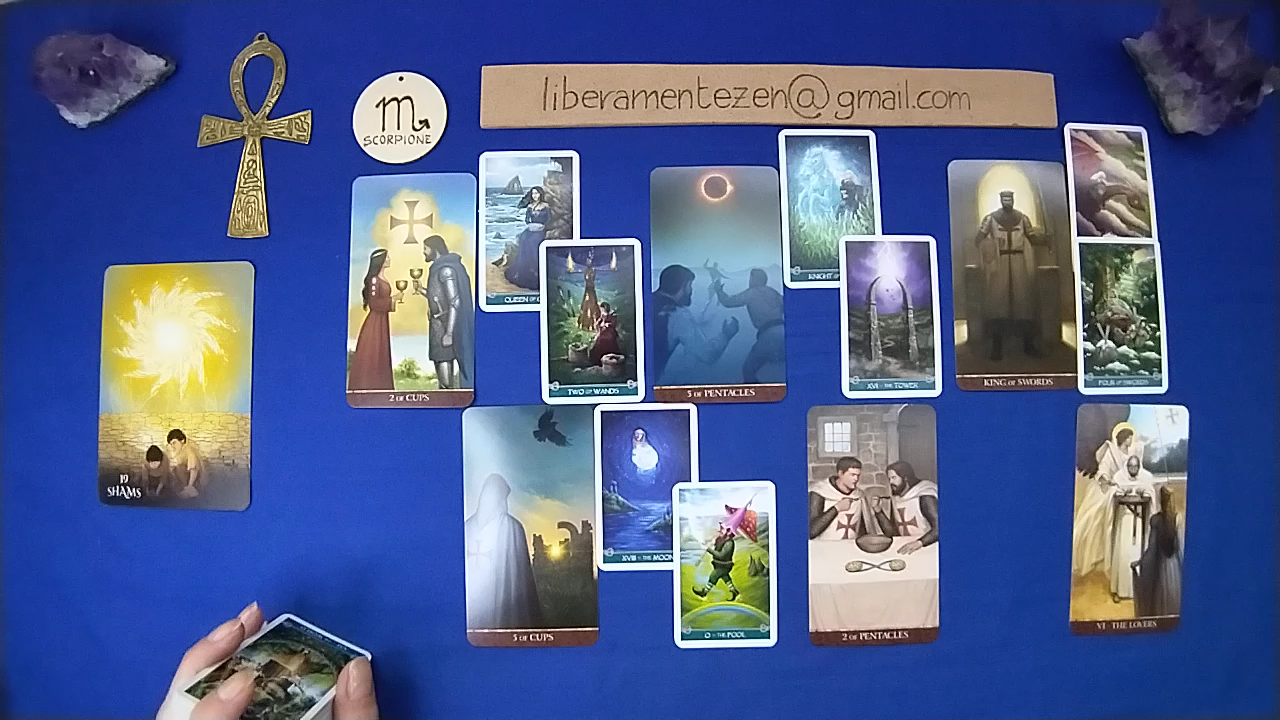 liberamentezen@gmail.com
SCORPIONE
2 OF CUPS
QUEEN OF
TWO OF WANDS
5 OF PENTACLES
KNIGHT
XVI - THE TOWER
KING OF SWORDS
FOUR OF SWORDS
19
SHAMS
5 OF CUPS
XVIII - THE MOON
0 - THE FOOL
2 OF PENTACLES
VI - THE LOVERS